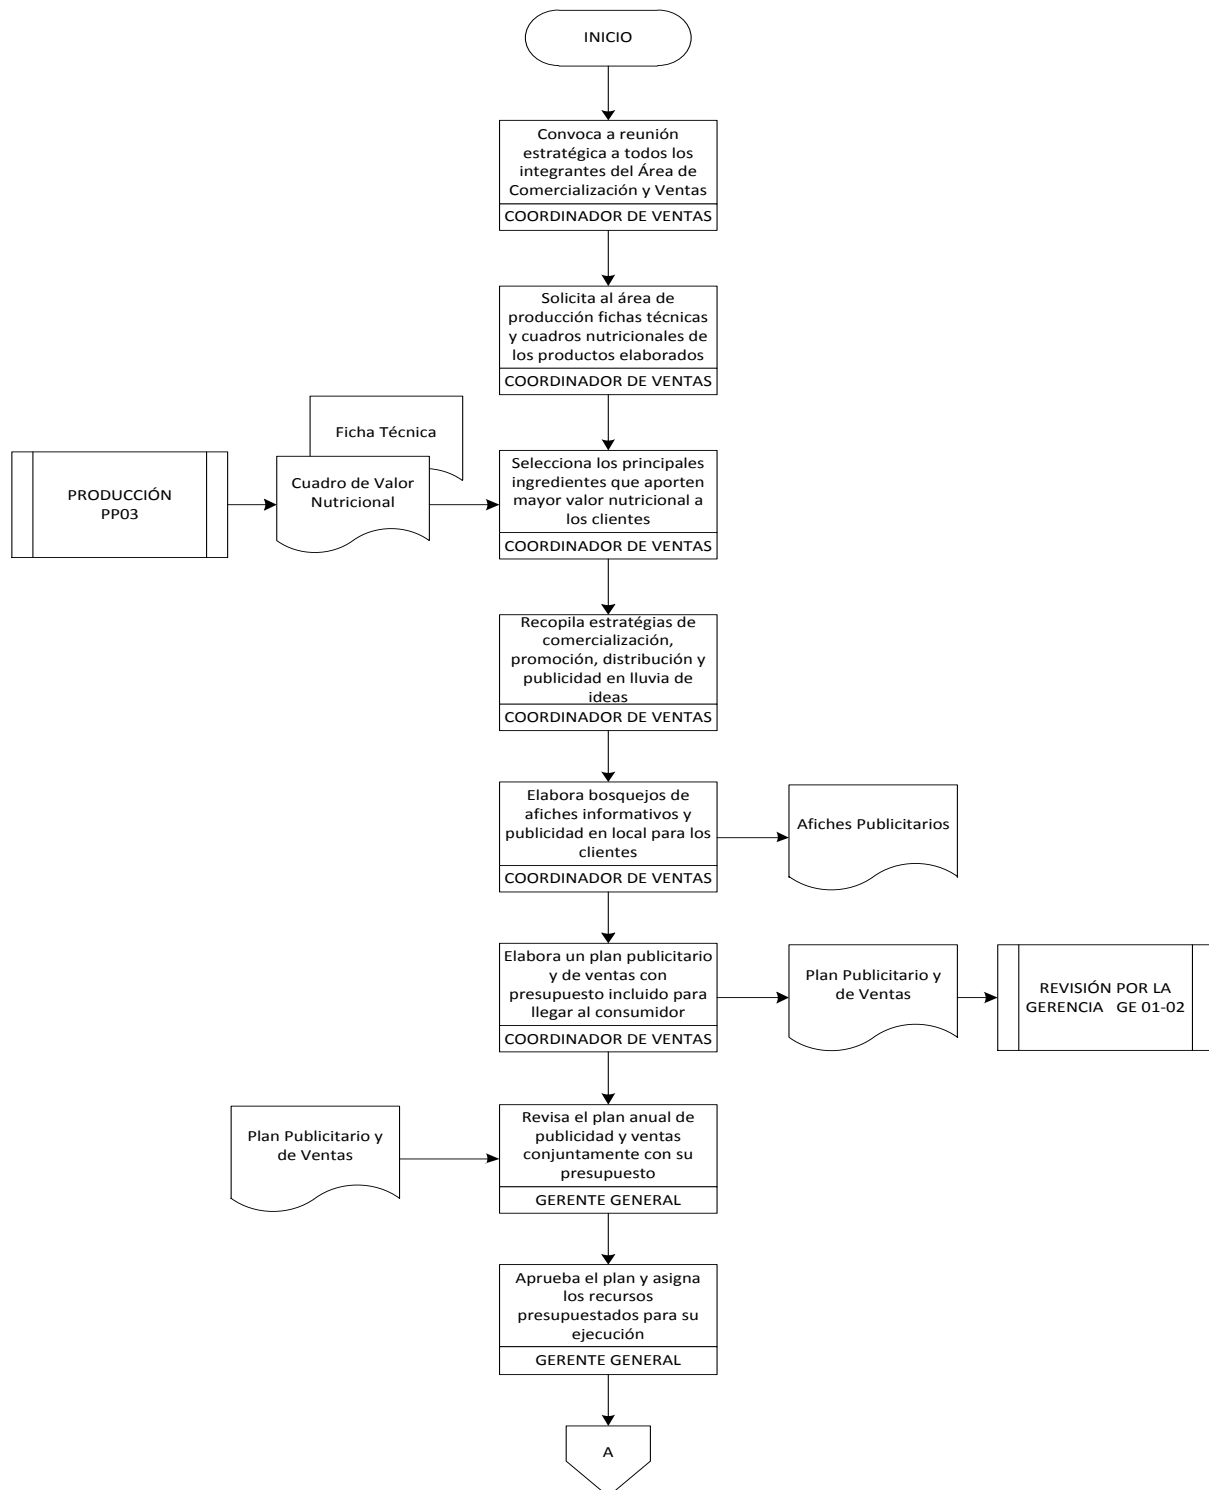 INICIO
Convoca a reunión
estratégica a todos los
integrantes del Área de
Comercialización y Ventas
COORDINADOR DE VENTAS
Solicita al área de
producción fichas técnicas
y cuadros nutricionales de
los productos elaborados
COORDINADOR DE VENTAS
Ficha Técnica
PRODUCCIÓN
PP03
Cuadro de Valor
Nutricional
Selecciona los principales
ingredientes que aporten
mayor valor nutricional a
los clientes
COORDINADOR DE VENTAS
Recopila estratégias de
comercialización,
promoción, distribución y
publicidad en lluvia de
ideas
COORDINADOR DE VENTAS
Elabora bosquejos de
afiches informativos y
publicidad en local para los
clientes
COORDINADOR DE VENTAS
Afiches Publicitarios
Elabora un plan publicitario
y de ventas con
presupuesto incluido para
llegar al consumidor
COORDINADOR DE VENTAS
Plan Publicitario y
de Ventas
REVISIÓN POR LA
GERENCIA   GE 01-02
Plan Publicitario y
de Ventas
Revisa el plan anual de
publicidad y ventas
conjuntamente con su
presupuesto
GERENTE GENERAL
Aprueba el plan y asigna
los recursos
presupuestados para su
ejecución
GERENTE GENERAL
A